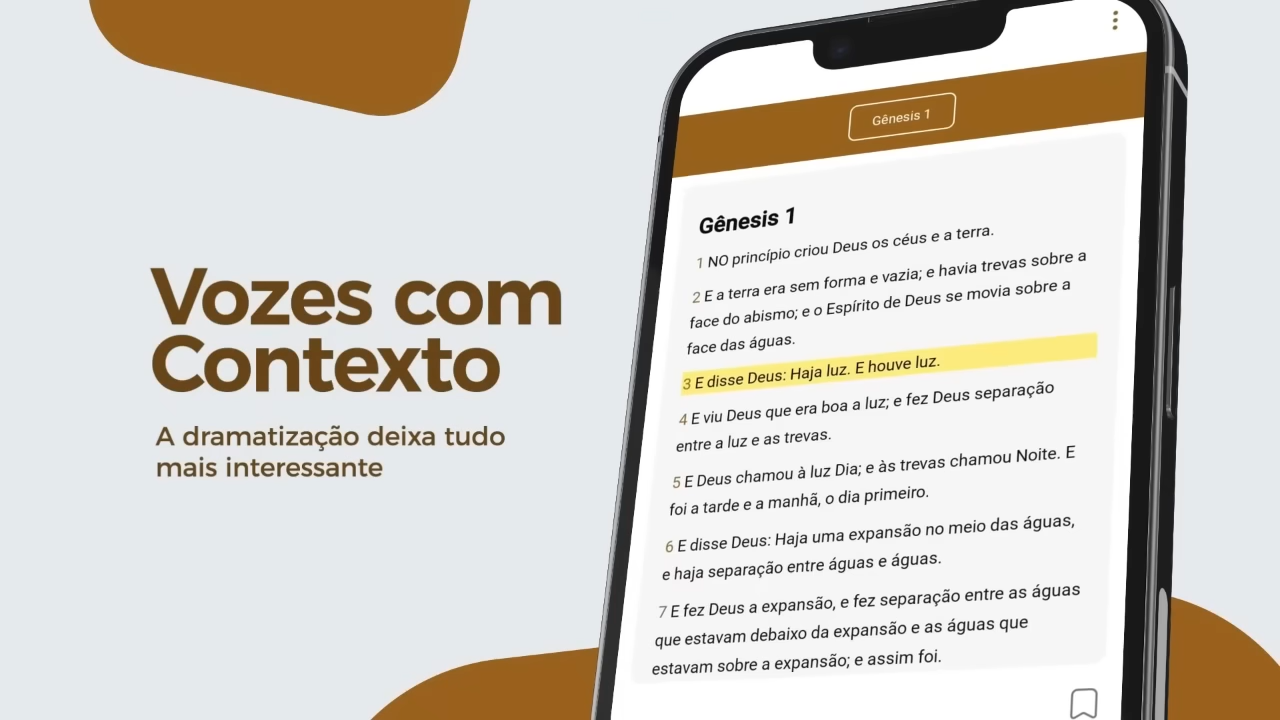 Vozes com
Contexto
A dramatização deixa tudo
mais interessante
Gênesis 1
Gênesis 1
1 NO princípio criou Deus os céus e a terra.
2 E a terra era sem forma e vazia; e havia trevas sobre a
face do abismo; e o Espírito de Deus se movia sobre a
face das águas.
3 E disse Deus: Haja luz. E houve luz.
4 E viu Deus que era boa a luz; e fez Deus separação
entre a luz e as trevas.
5 E Deus chamou à luz Dia; e às trevas chamou Noite. E
foi a tarde e a manhã, o dia primeiro.
6 E disse Deus: Haja uma expansão no meio das águas,
e haja separação entre águas e águas.
7 E fez Deus a expansão, e fez separação entre as águas
que estavam debaixo da expansão e as águas que
estavam sobre a expansão; e assim foi.